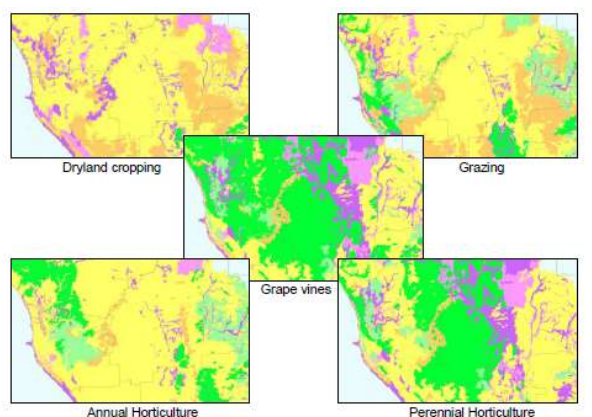 Dryland cropping
Grazing
Grape vines
Annual Horticulture
Perennial Horticulture